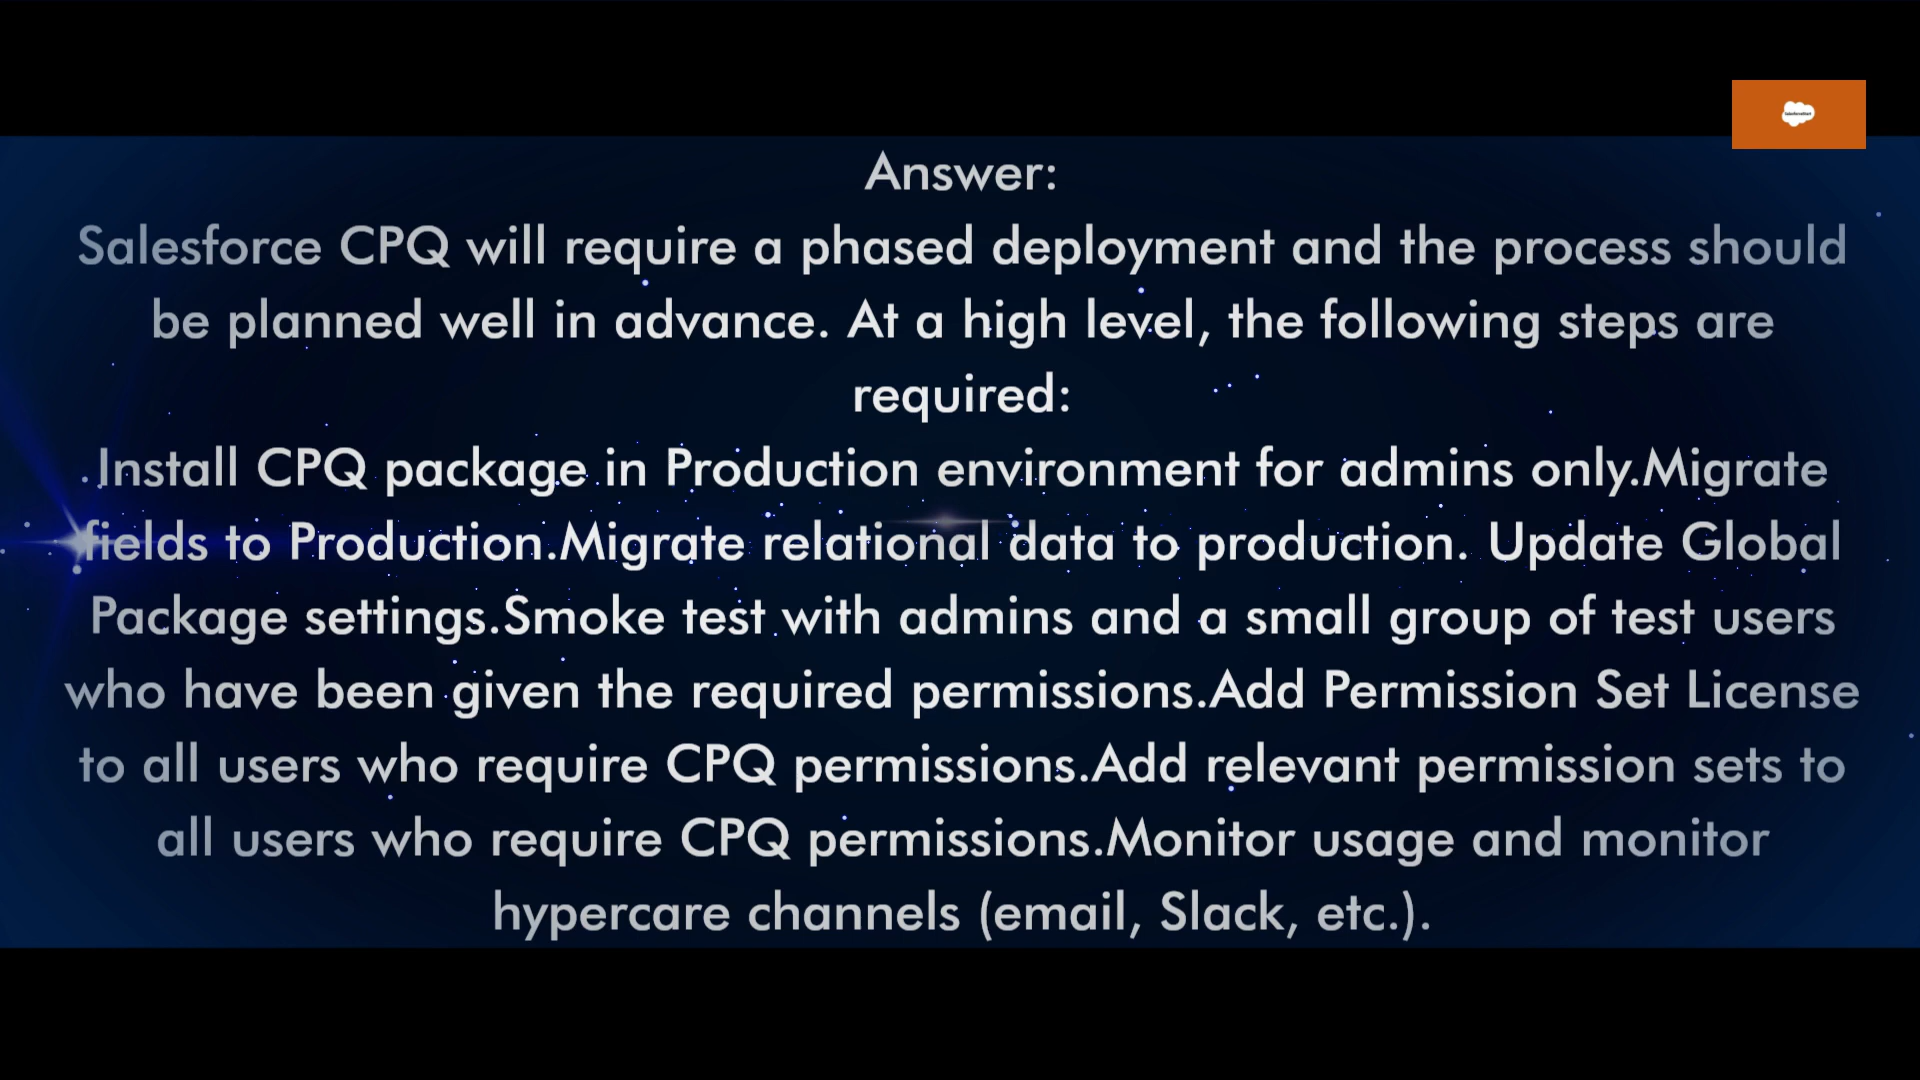 Answer:
Salesforce CPQ will require a phased deployment and the process should
be planned well in advance. At a high level, the following steps are
required:
Install CPQ package in Production environment for admins only.Migrate
fields to Production.Migrate relational data to production. Update Global
Package settings.Smoke test with admins and a small group of test users
who have been given the required permissions.Add Permission Set License
to all users who require CPQ permissions.Add relevant permission sets to
all users who require CPQ permissions.Monitor usage and monitor
hypercare channels (email, Slack, etc.).